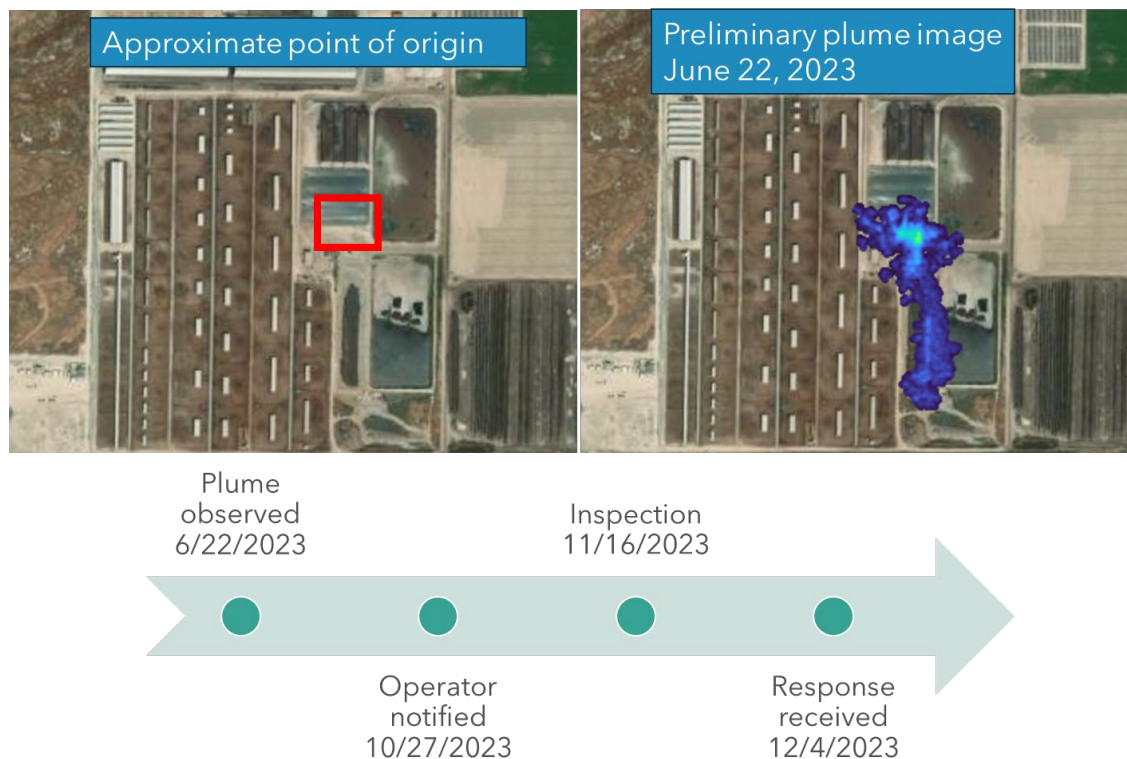 Approximate point of origin
Preliminary plume image
June 22, 2023
Plume
observed
6/22/2023
Inspection
11/16/2023
Operator
notified
10/27/2023
Response
received
12/4/2023